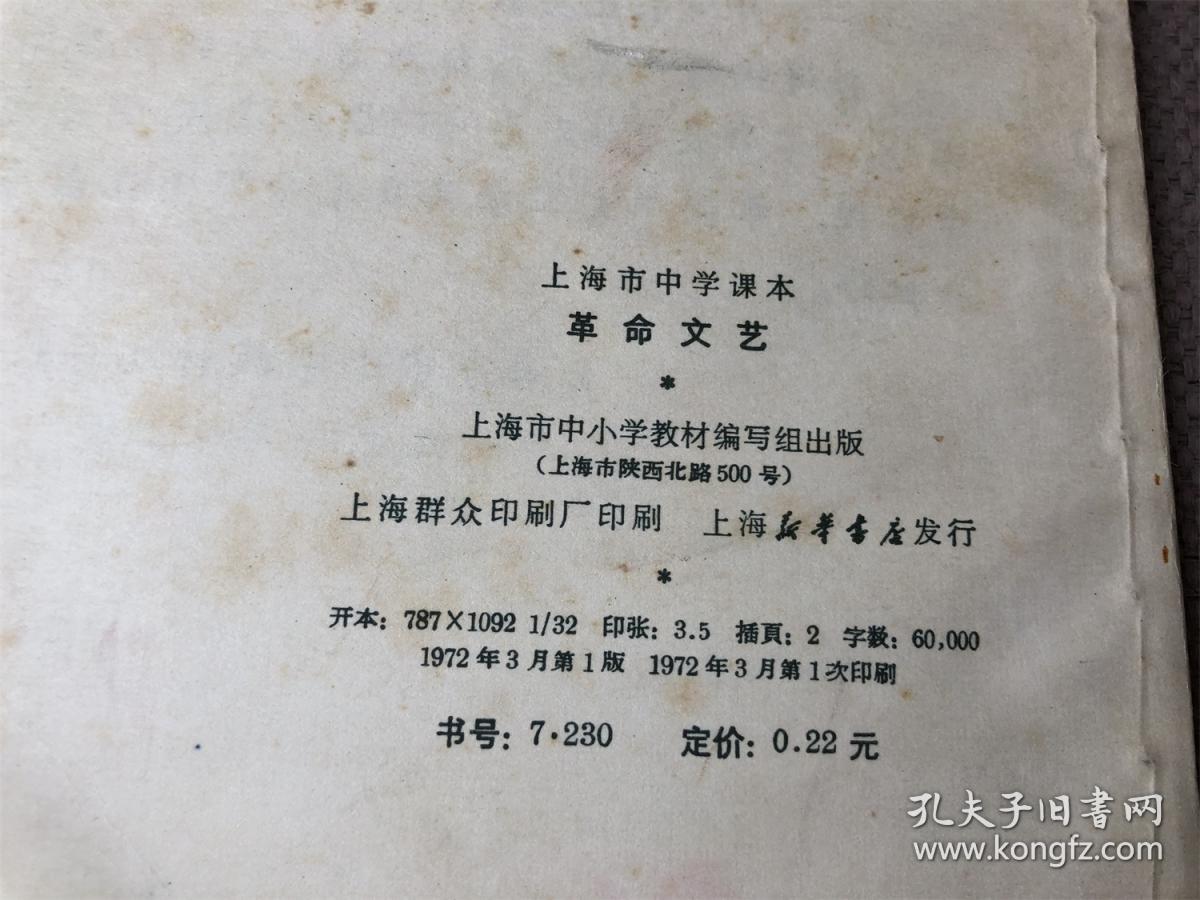 上海市中学课本
革命文艺
*
上海市中小学教材编写组出版
（上海市陕西北路500号）
上海群众印刷厂印刷 上海新华书店发行
*
开本：787×1092 1/32 印张：3.5 插頁：2 字数：60,000
1972年3月第1版 1972年3月第1次印刷
书号：7·230 定价：0.22元
孔夫子旧書网
www.kongfz.com